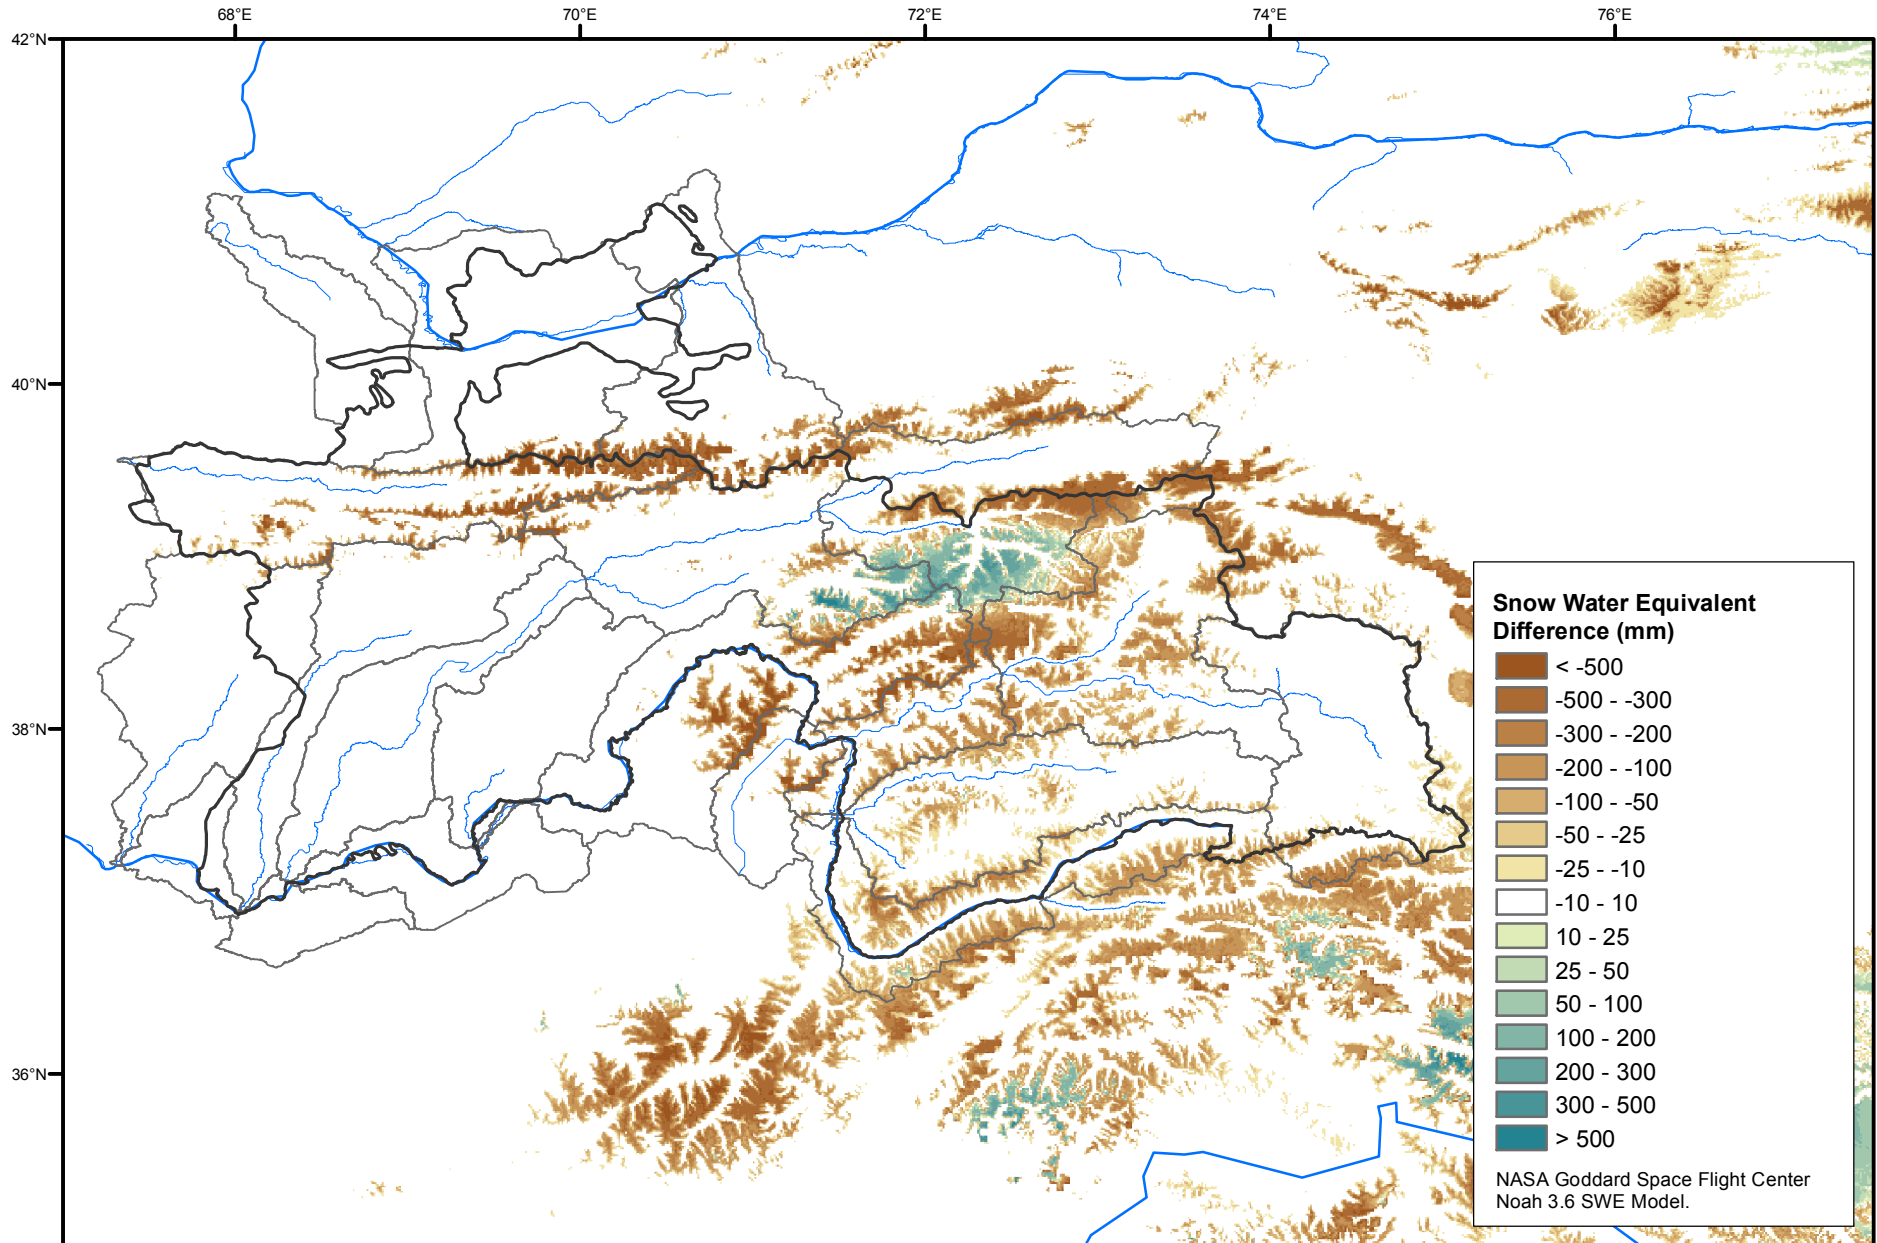 68°E 70°E 72°E 74°E 76°E
42°N
40°N
38°N
36°N
Snow Water Equivalent
Difference (mm)
< -500
-500 - -300
-300 - -200
-200 - -100
-100 - -50
-50 - -25
-25 - -10
-10 - 10
10 - 25
25 - 50
50 - 100
100 - 200
200 - 300
300 - 500
> 500
NASA Goddard Space Flight Center
Noah 3.6 SWE Model.